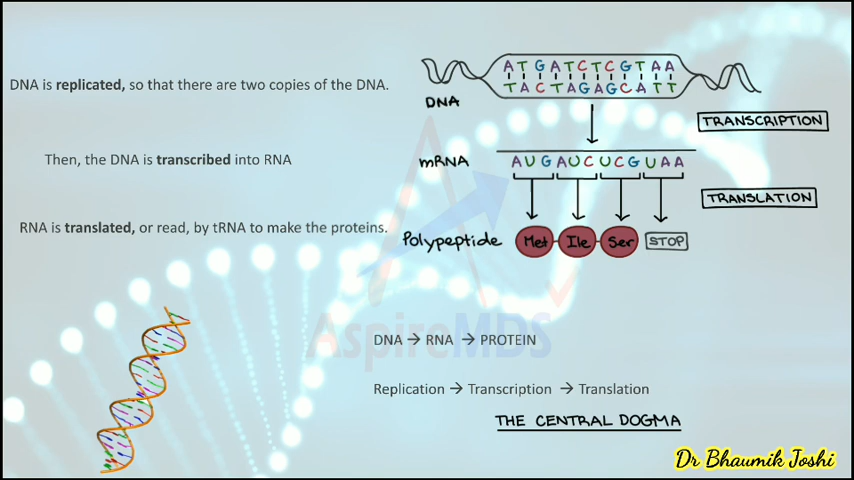 DNA is replicated, so that there are two copies of the DNA.
Then, the DNA is transcribed into RNA
RNA is translated, or read, by tRNA to make the proteins.
ATGATCTCGTAA
TACTAGAGCATT
DNA
TRANSCRIPTION
mRNA AUGAUCUCGUAA
TRANSLATION
Polypeptide Met Ile Ser STOP
AspireMDS
DNA → RNA → PROTEIN
Replication → Transcription → Translation
THE CENTRAL DOGMA
Dr Bhaumik Joshi